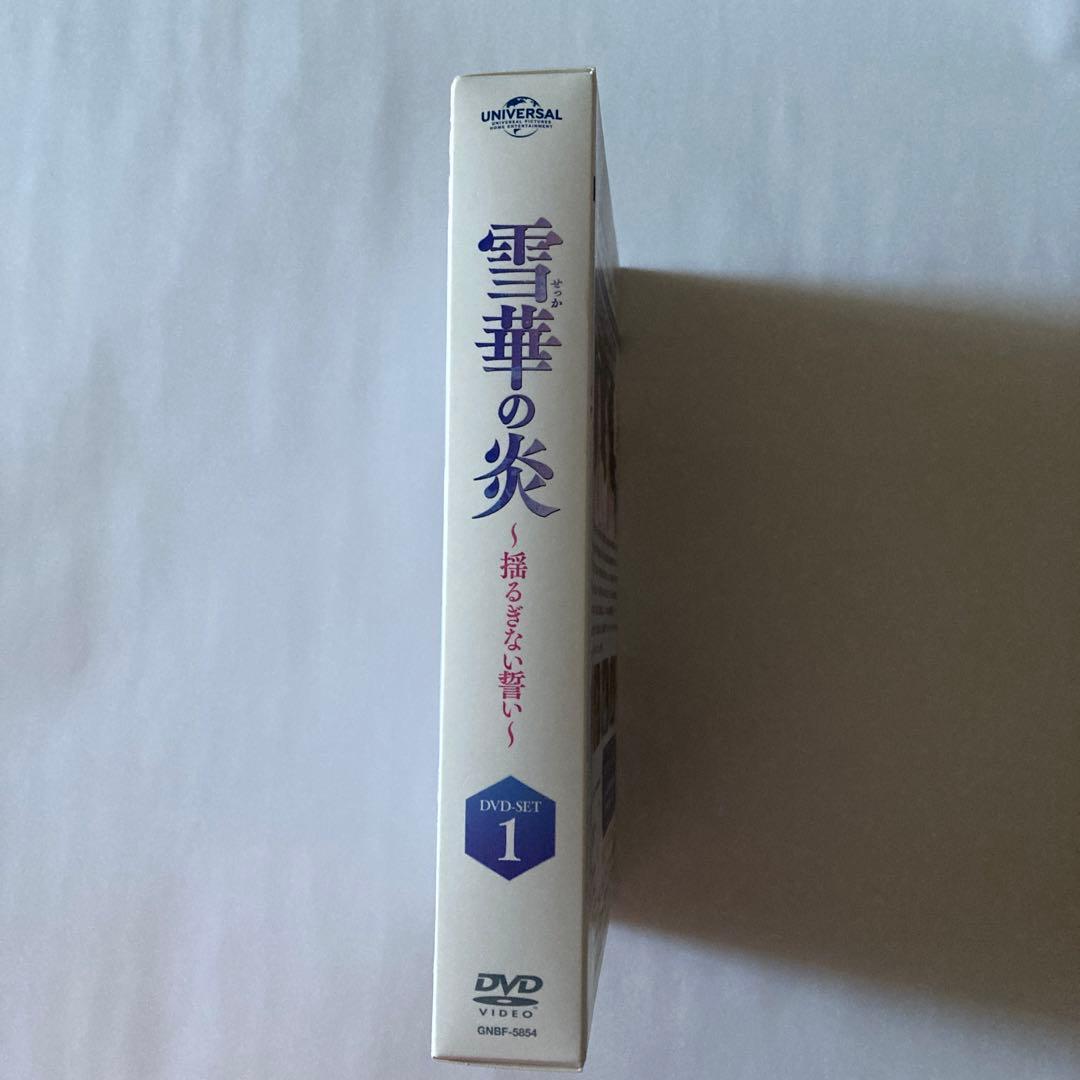 UNIVERSAL
UNIVERSAL PICTURES
HOME ENTERTAINMENT
雪華の炎
せっか
～揺るぎない誓い～
DVD-SET
1
DVD
VIDEO
GNBF-5854